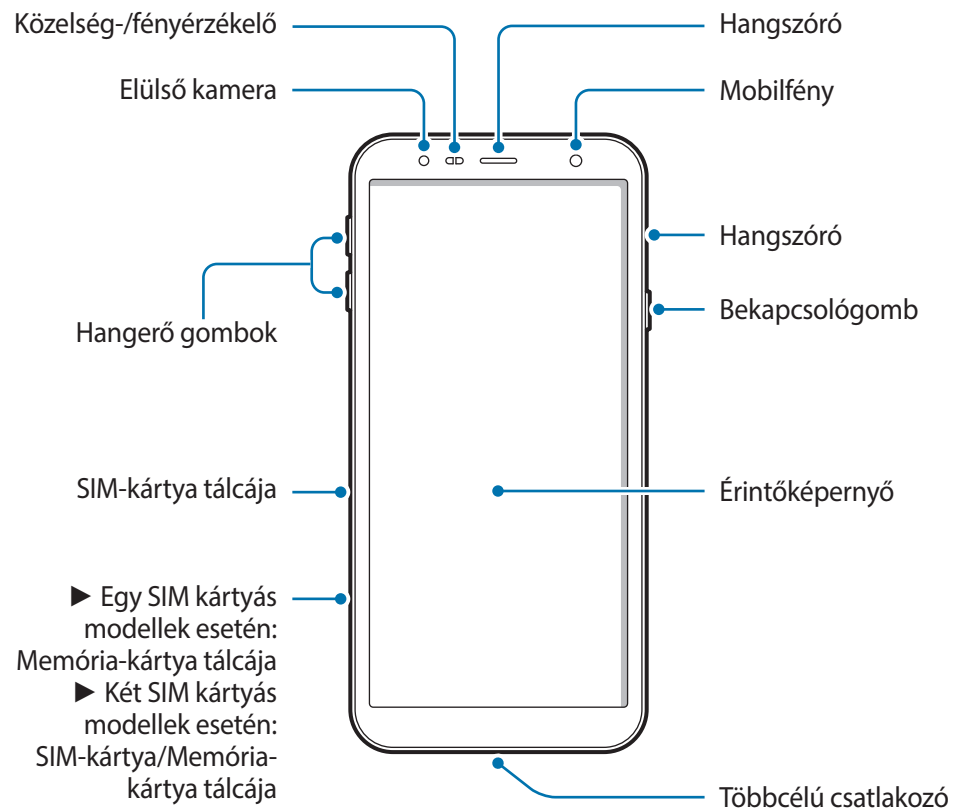 Közelség-/fényérzékelő
Elülső kamera
Hangerő gombok
SIM-kártya tálcája
► Egy SIM kártyás
modellek esetén:
Memória-kártya tálcája
► Két SIM kártyás
modellek esetén:
SIM-kártya/Memória-
kártya tálcája
Hangszóró
Mobilfény
Hangszóró
Bekapcsológomb
Érintőképernyő
Többcélú csatlakozó